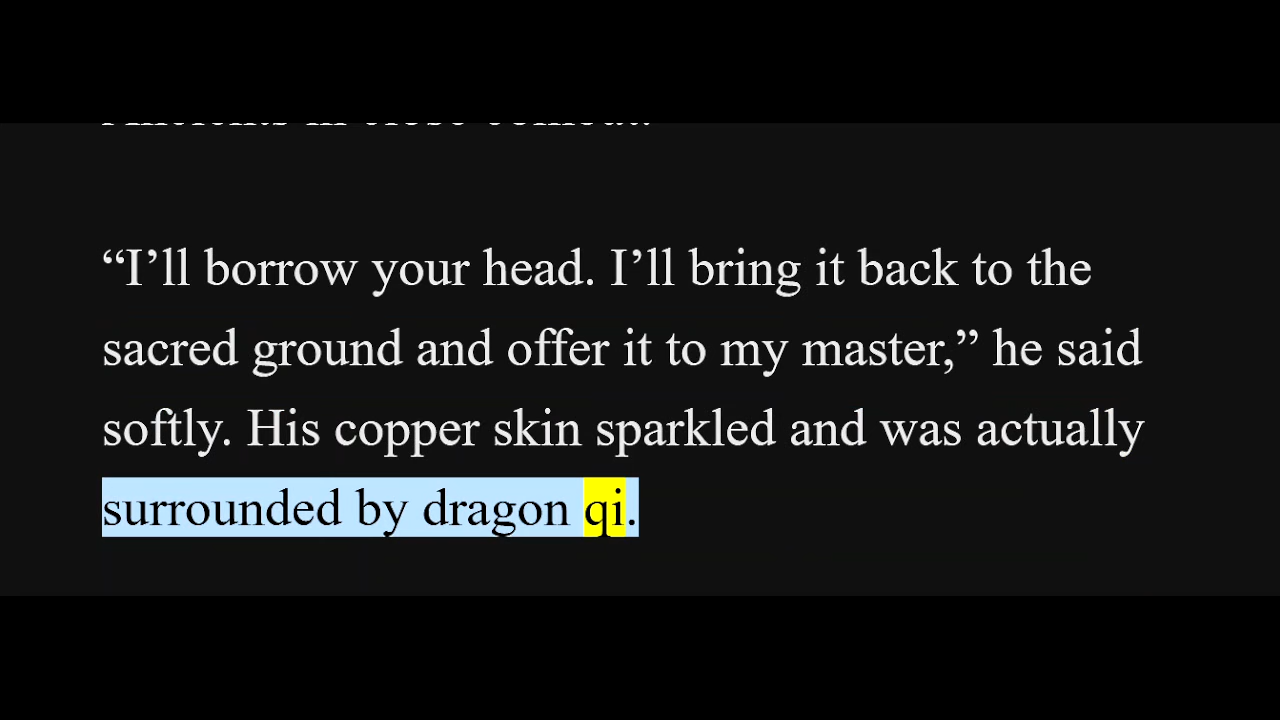 “I’ll borrow your head. I’ll bring it back to the
sacred ground and offer it to my master,” he said
softly. His copper skin sparkled and was actually
surrounded by dragon qi.